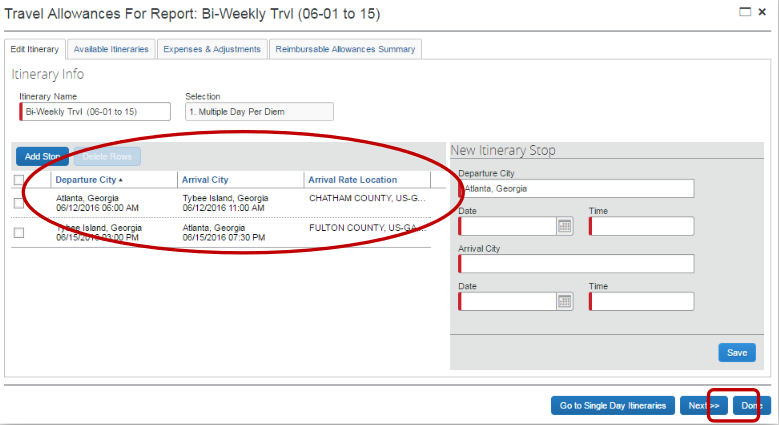 Travel Allowances For Report: Bi-Weekly Trvl (06-01 to 15)
Edit Itinerary Available Itineraries Expenses & Adjustments Reimbursable Allowances Summary
Itinerary Info
Itinerary Name Selection
Bi-Weekly Trvl (06-01 to 15) 1. Multiple Day Per Diem
Add Stop Delete Rows
Departure City Arrival City Arrival Rate Location
Atlanta, Georgia Tybee Island, Georgia CHATHAM COUNTY, US-G...
06/12/2016 06:00 AM 06/12/2016 11:00 AM
Tybee Island, Georgia Atlanta, Georgia FULTON COUNTY, US-GA...
06/15/2016 03:00 PM 06/15/2016 07:30 PM
New Itinerary Stop
Departure City
Atlanta, Georgia
Date Time
Arrival City
Date Time
Save
Go to Single Day Itineraries Next >> Done